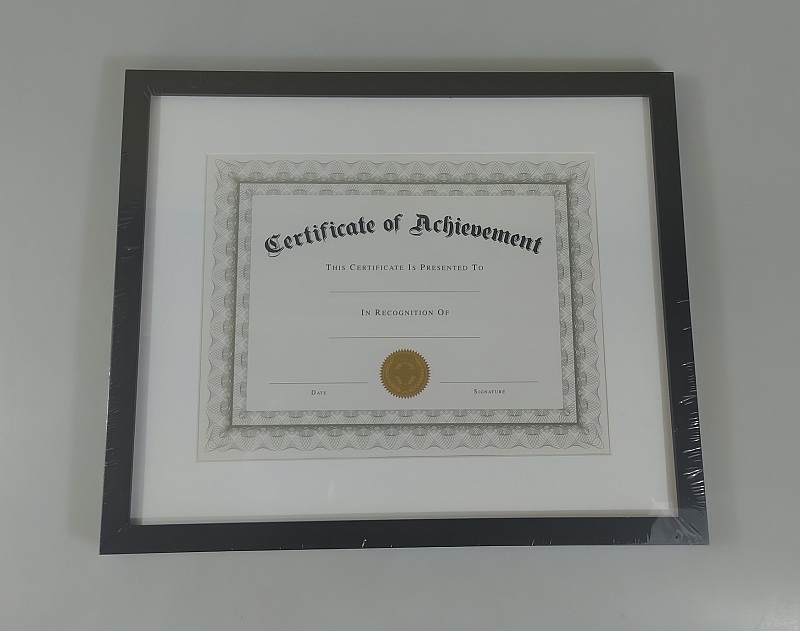 Certificate of Achievement
This Certificate Is Presented To
In Recognition Of
Date
Signature